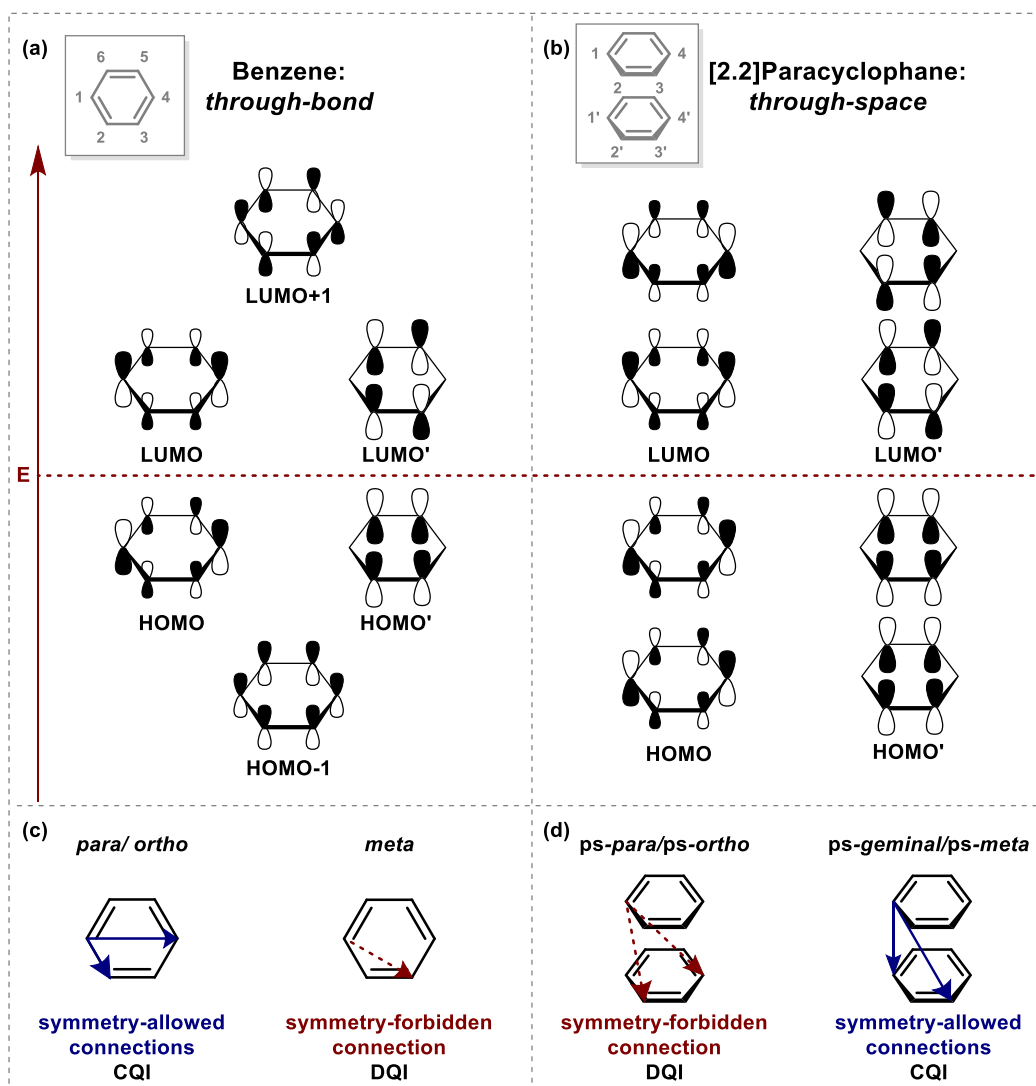 (a)
6 5
1 4
2 3
Benzene:
through-bond
LUMO+1
LUMO
LUMO'
E
HOMO
HOMO'
HOMO-1
(b)
1 4
2 3
1' 4'
2' 3'
[2.2]Paracyclophane:
through-space
LUMO
LUMO'
HOMO
HOMO'
(c)
para/ ortho
meta
symmetry-allowed
connections
CQI
symmetry-forbidden
connection
DQI
(d)
ps-para/ps-ortho
ps-geminal/ps-meta
symmetry-forbidden
connection
DQI
symmetry-allowed
connections
CQI